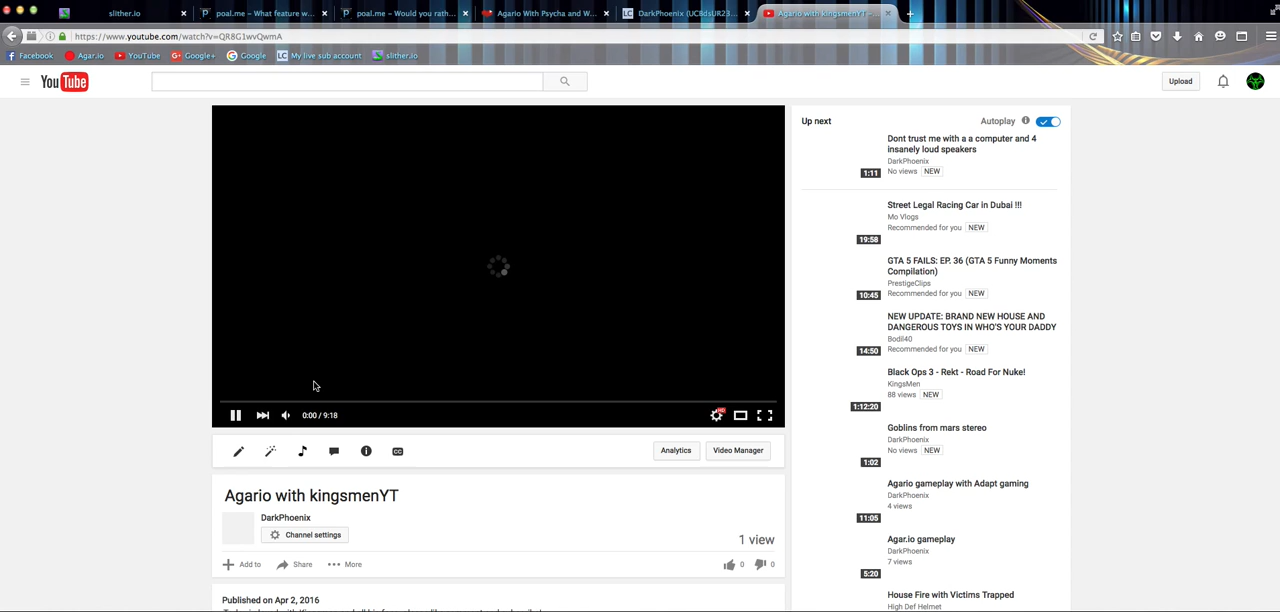 slither.io
poal.me - What feature w...
poal.me - Would you rath...
Agario With Psycha and W...
DarkPhoenix (UCBdsUR23...
Agario with kingsmenYT -...
https://www.youtube.com/watch?v=QR8G1wvQwmA
Facebook
Agar.io
YouTube
Google+
Google
LC My live sub account
slither.io
YouTube
Upload
Up next
Autoplay
Dont trust me with a a computer and 4
insanely loud speakers
DarkPhoenix
No views NEW
1:11
Street Legal Racing Car in Dubai !!!
Mo Vlogs
Recommended for you NEW
19:58
GTA 5 FAILS: EP. 36 (GTA 5 Funny Moments
Compilation)
PrestigeClips
Recommended for you NEW
10:45
NEW UPDATE: BRAND NEW HOUSE AND
DANGEROUS TOYS IN WHO'S YOUR DADDY
Bodil40
Recommended for you NEW
14:50
Black Ops 3 - Rekt - Road For Nuke!
KingsMen
88 views NEW
1:12:20
Goblins from mars stereo
DarkPhoenix
No views NEW
1:02
Agario gameplay with Adapt gaming
DarkPhoenix
4 views
11:05
Agar.io gameplay
DarkPhoenix
7 views
5:20
House Fire with Victims Trapped
High Def Helmet
0:00 / 9:18
HD
CC
Analytics
Video Manager
Agario with kingsmenYT
DarkPhoenix
Channel settings
1 view
Add to
Share
More
0
0
Published on Apr 2, 2016